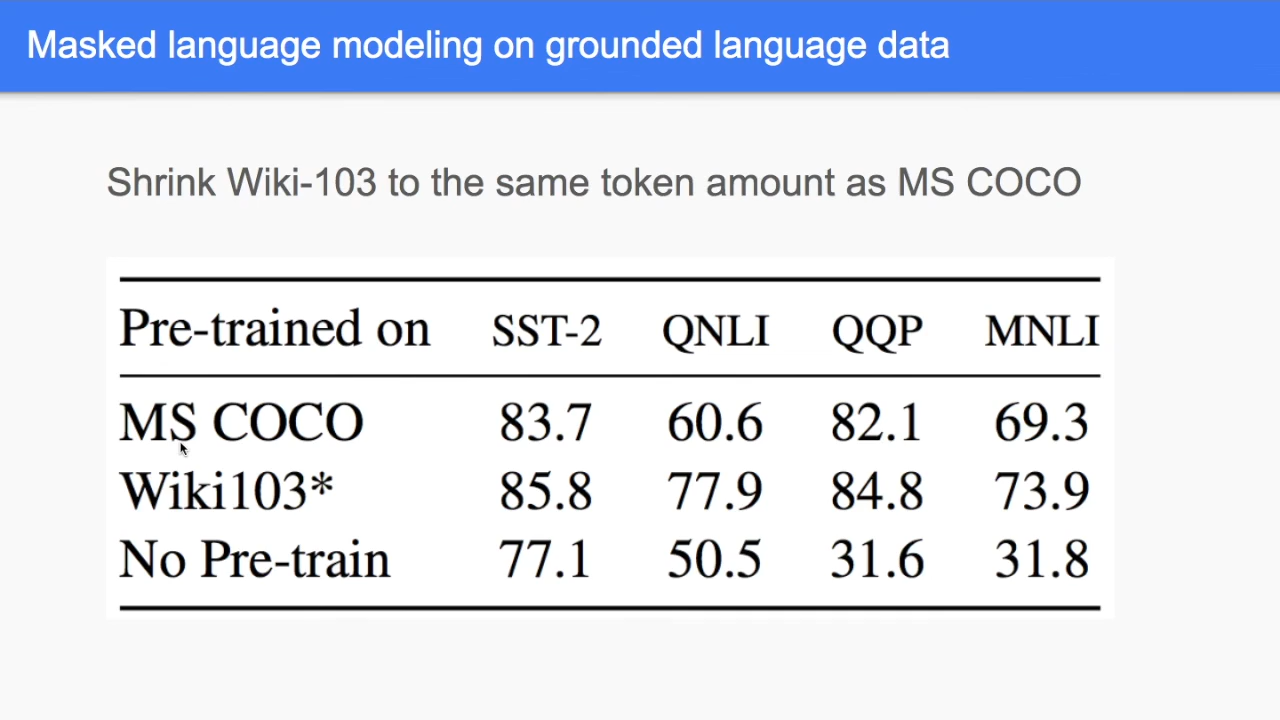 Masked language modeling on grounded language data
Shrink Wiki-103 to the same token amount as MS COCO
Pre-trained on SST-2 QNLI QQP MNLI
MS COCO 83.7 60.6 82.1 69.3
Wiki103* 85.8 77.9 84.8 73.9
No Pre-train 77.1 50.5 31.6 31.8